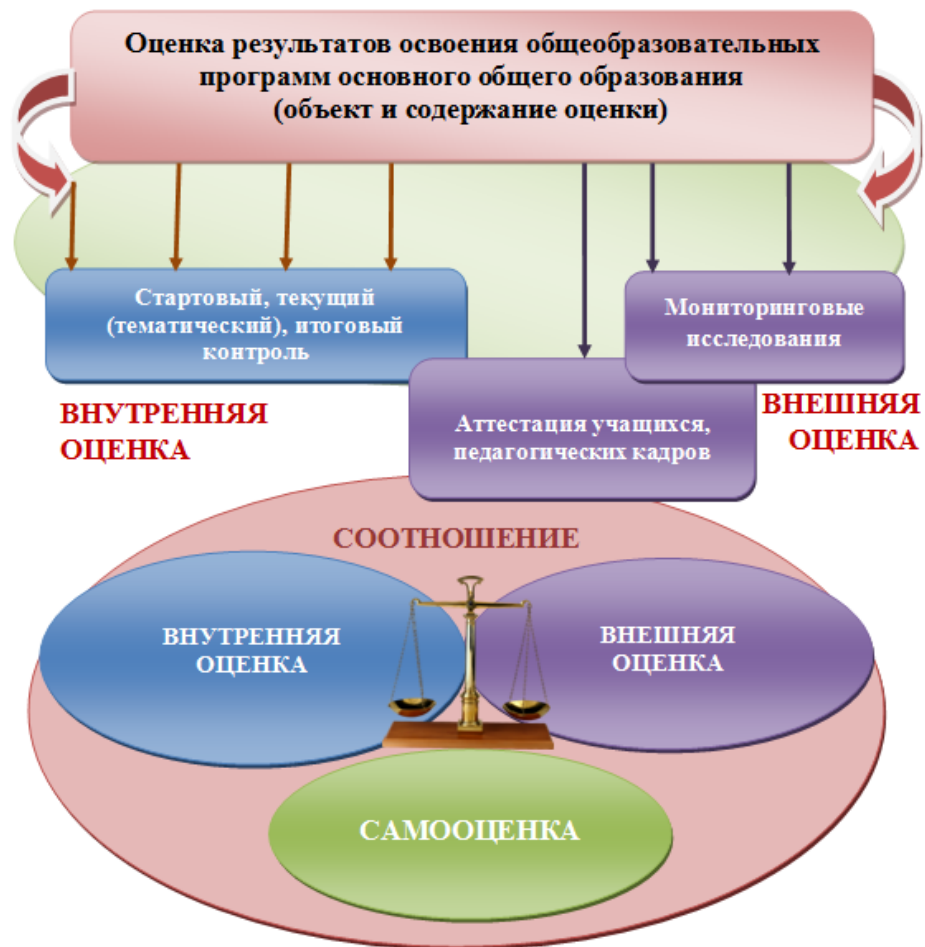 Оценка результатов освоения общеобразовательных
программ основного общего образования
(объект и содержание оценки)
Стартовый, текущий
(тематический), итоговый
контроль
Мониторинговые
исследования
ВНУТРЕННЯЯ
ОЦЕНКА
Аттестация учащихся,
педагогических кадров
ВНЕШНЯЯ
ОЦЕНКА
СООТНОШЕНИЕ
ВНУТРЕННЯЯ
ОЦЕНКА
ВНЕШНЯЯ
ОЦЕНКА
САМООЦЕНКА